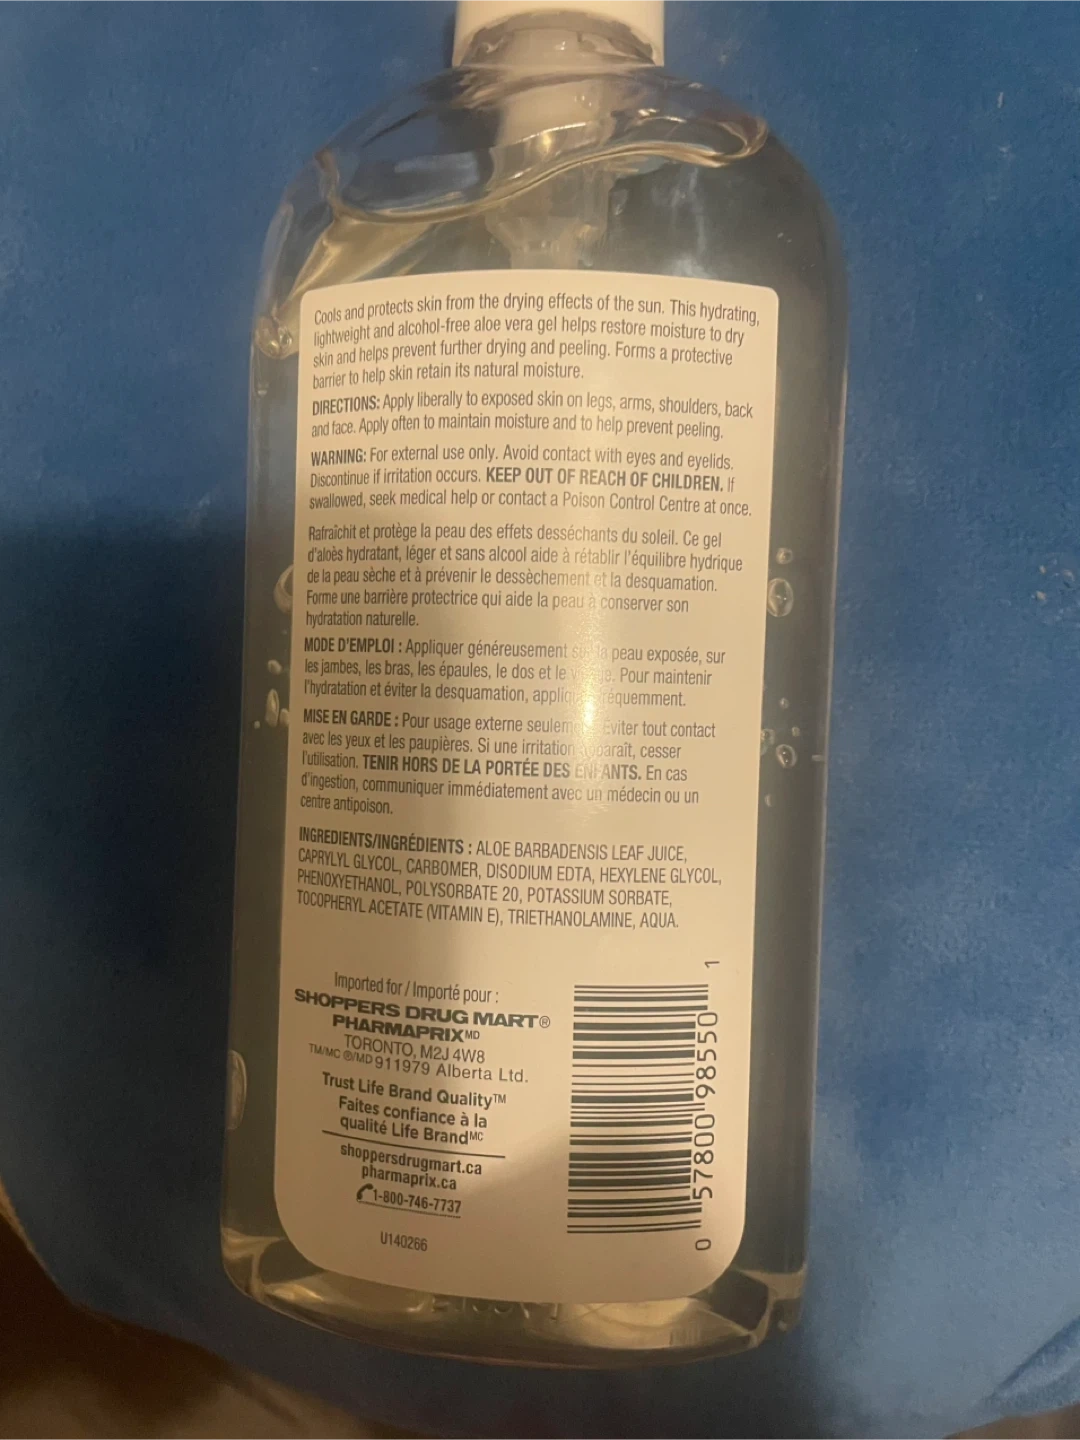 Cools and protects skin from the drying effects of the sun. This hydrating,
lightweight and alcohol-free aloe vera gel helps restore moisture to dry
skin and helps prevent further drying and peeling. Forms a protective
barrier to help skin retain its natural moisture.
DIRECTIONS: Apply liberally to exposed skin on legs, arms, shoulders, back
and face. Apply often to maintain moisture and to help prevent peeling.
WARNING: For external use only. Avoid contact with eyes and eyelids.
Discontinue if irritation occurs. KEEP OUT OF REACH OF CHILDREN. If
swallowed, seek medical help or contact a Poison Control Centre at once.
Rafraîchit et protège la peau des effets desséchants du soleil. Ce gel
d'aloès hydratant, léger et sans alcool aide à rétablir l'équilibre hydrique
de la peau sèche et à prévenir le dessèchement et la desquamation.
Forme une barrière protectrice qui aide la peau à conserver son
hydratation naturelle.
MODE D'EMPLOI : Appliquer généreusement sur la peau exposée, sur
les jambes, les bras, les épaules, le dos et le Pour maintenir
l'hydratation et éviter la desquamation,
MISE EN GARDE : Pour usage externe Éviter tout contact
avec les yeux et les paupières. Si une irritation apparaît, cesser
l'utilisation. TENIR HORS DE LA PORTÉE DES ENFANTS. En cas
d'ingestion, communiquer immédiatement avec un médecin ou un
centre antipoison.
INGREDIENTS/INGRÉDIENTS : ALOE BARBADENSIS LEAF JUICE,
CAPRYLYL GLYCOL, CARBOMER, DISODIUM EDTA, HEXYLENE GLYCOL,
PHENOXYETHANOL, POLYSORBATE 20, POTASSIUM SORBATE,
TOCOPHERYL ACETATE (VITAMIN E), TRIETHANOLAMINE, AQUA.
Imported for / Importé pour :
SHOPPERS DRUG MART®
PHARMAPRIX MD
TORONTO, M2J 4W8
TM/MC ®/MD 911979 Alberta Ltd.
Trust Life Brand Quality™
Faites confiance à la
qualité Life Brand MC
shoppersdrugmart.ca
pharmaprix.ca
1-800-746-7737
U140266
0 57800 98550 1